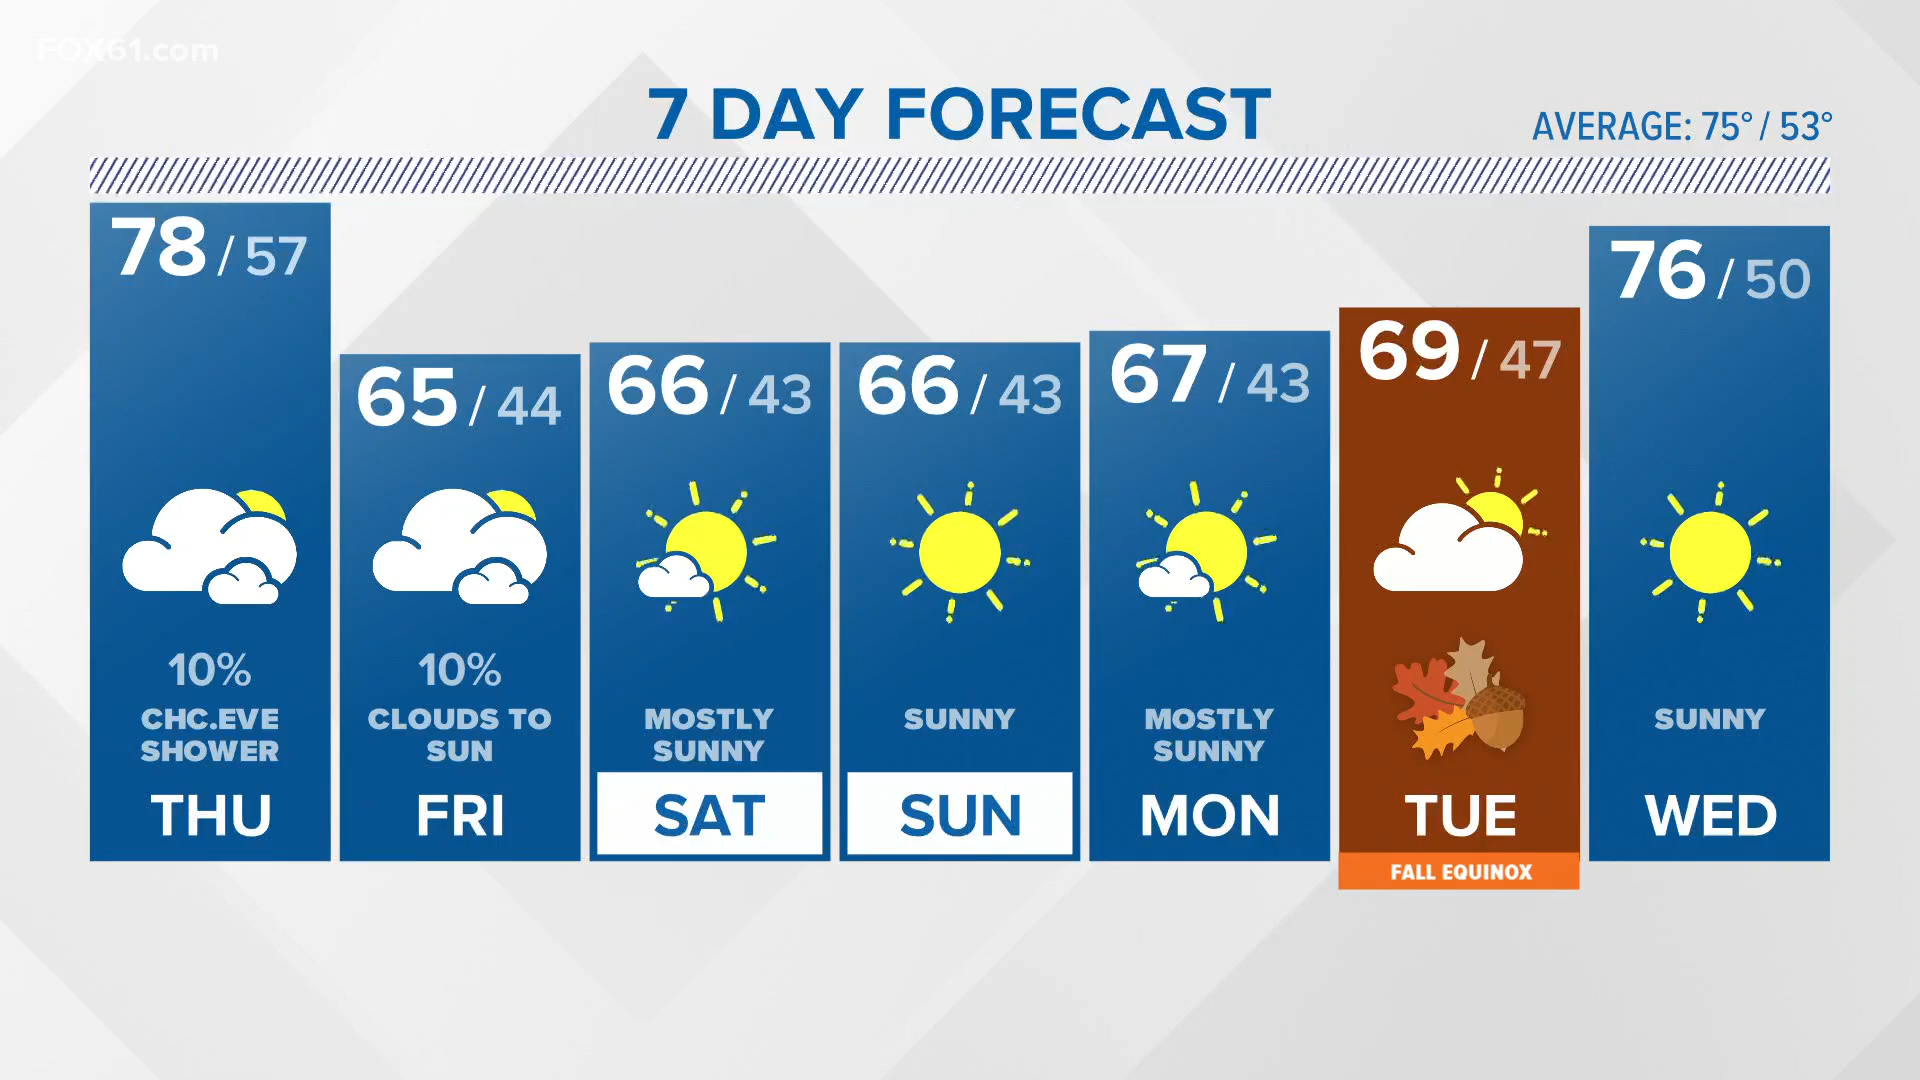 FOX61.com
7 DAY FORECAST
AVERAGE: 75° / 53°
78 / 57
10%
CHC.EVE
SHOWER
THU
65 / 44
10%
CLOUDS TO
SUN
FRI
66 / 43
MOSTLY
SUNNY
SAT
66 / 43
SUNNY
SUN
67 / 43
MOSTLY
SUNNY
MON
69 / 47
TUE
FALL EQUINOX
76 / 50
SUNNY
WED